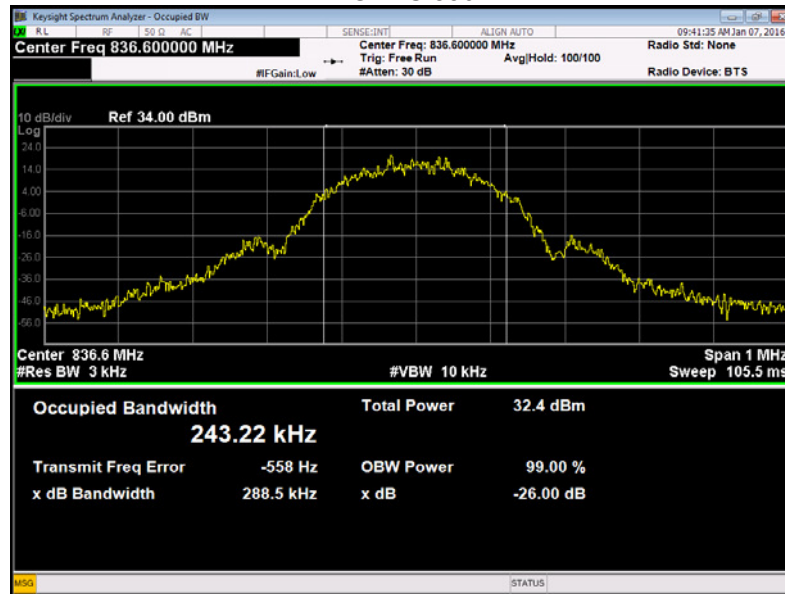 Keysight Spectrum Analyzer - Occupied BW
RL RF 50 Ω AC SENSE:INT ALIGN AUTO 09:41:35 AM Jan 07, 2016
Center Freq 836.600000 MHz Center Freq: 836.600000 MHz Radio Std: None
Trig: Free Run Avg|Hold: 100/100
#IFGain:Low #Atten: 30 dB Radio Device: BTS
10 dB/div Ref 34.00 dBm
Log
24.0
14.0
4.00
-6.00
-16.0
-26.0
-36.0
-46.0
-56.0
Center 836.6 MHz Span 1 MHz
#Res BW 3 kHz #VBW 10 kHz Sweep 105.5 ms
Occupied Bandwidth Total Power 32.4 dBm
243.22 kHz
Transmit Freq Error -558 Hz OBW Power 99.00 %
x dB Bandwidth 288.5 kHz x dB -26.00 dB
MSG STATUS